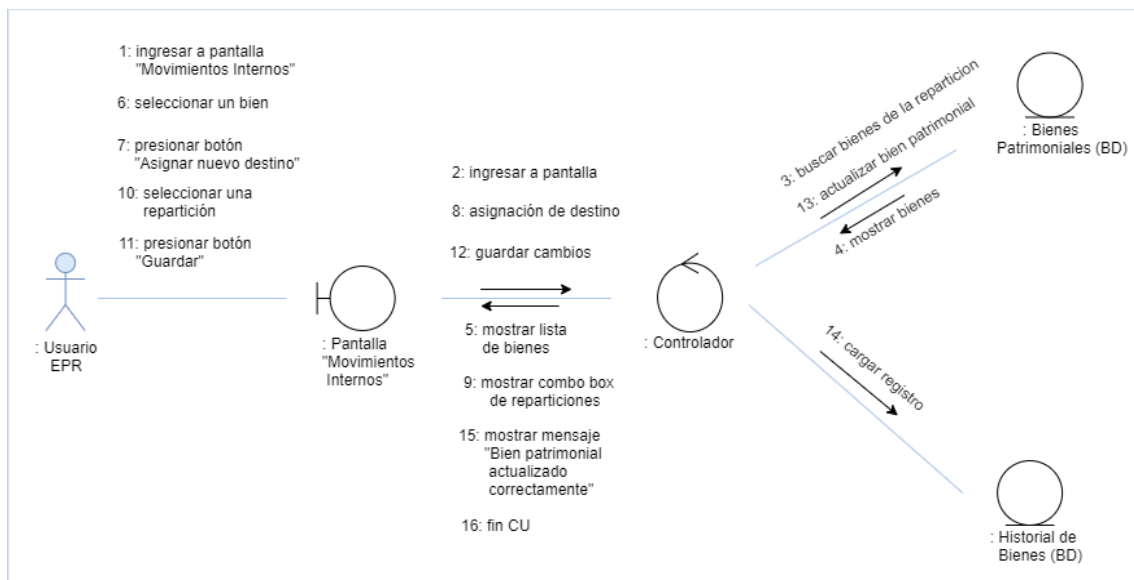 1: ingresar a pantalla
"Movimientos Internos"
6: seleccionar un bien
7: presionar botón
"Asignar nuevo destino"
10: seleccionar una
repartición
11: presionar botón
"Guardar"
: Usuario
EPR
: Pantalla
"Movimientos
Internos"
2: ingresar a pantalla
8: asignación de destino
12: guardar cambios
5: mostrar lista
de bienes
9: mostrar combo box
de reparticiones
15: mostrar mensaje
"Bien patrimonial
actualizado
correctamente"
16: fin CU
: Controlador
3: buscar bienes de la reparticion
13: actualizar bien patrimonial
4: mostrar bienes
: Bienes
Patrimoniales (BD)
14: cargar registro
: Historial de
Bienes (BD)